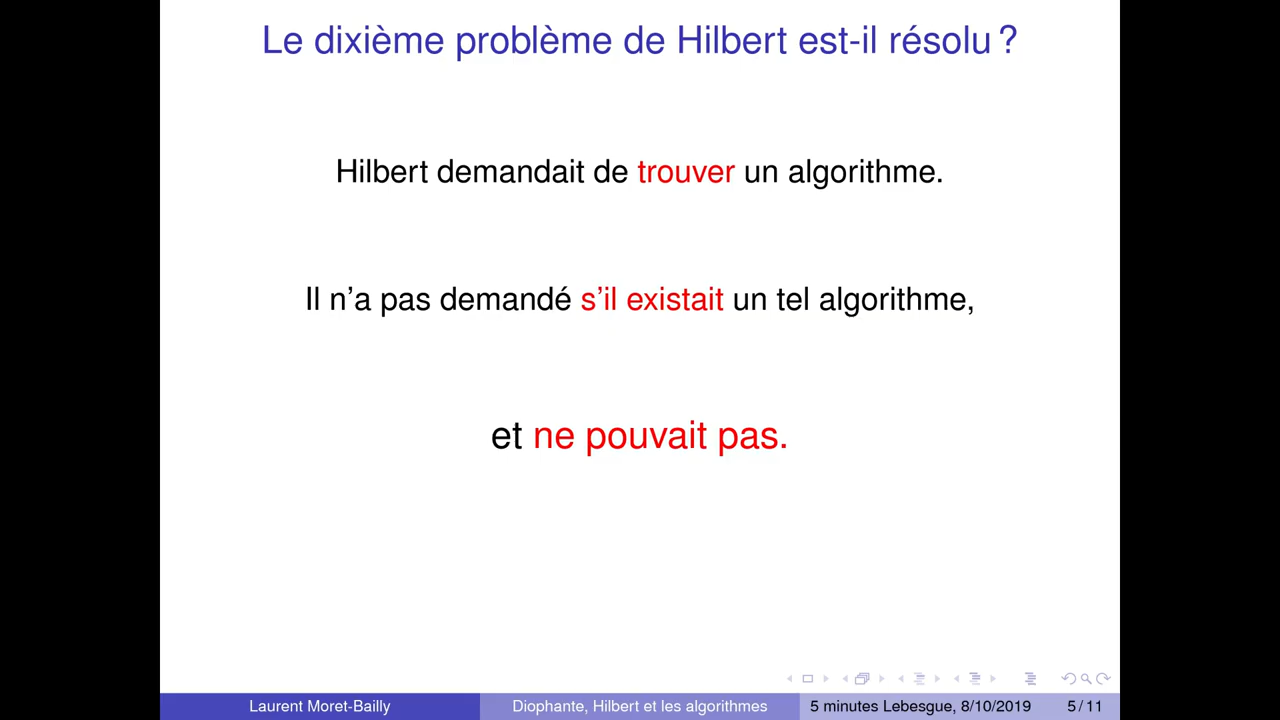 Le dixième problème de Hilbert est-il résolu ?
Hilbert demandait de trouver un algorithme.
Il n'a pas demandé s'il existait un tel algorithme,
et ne pouvait pas.
Laurent Moret-Bailly
Diophante, Hilbert et les algorithmes
5 minutes Lebesgue, 8/10/2019
5 / 11